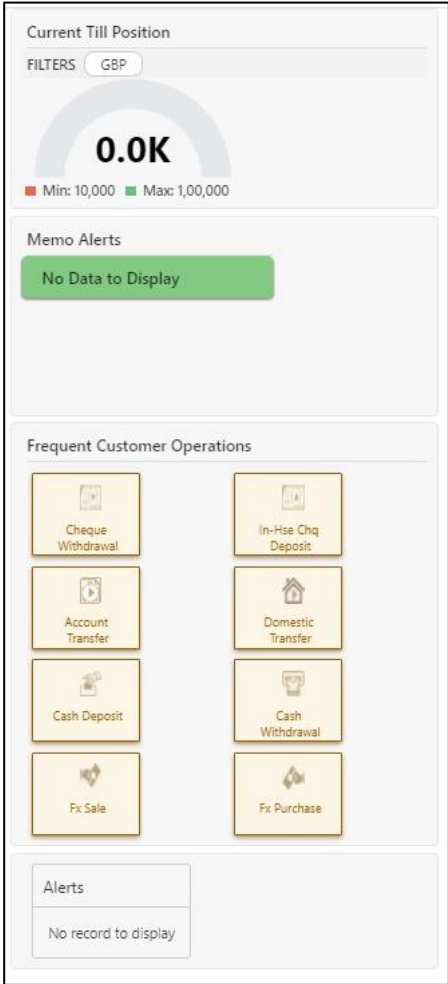 Current Till Position
FILTERS GBP
0.0K
Min: 10,000 Max: 1,00,000
Memo Alerts
No Data to Display
Frequent Customer Operations
Cheque
Withdrawal
In-Hse Chq
Deposit
Account
Transfer
Domestic
Transfer
Cash Deposit
Cash
Withdrawal
Fx Sale
Fx Purchase
Alerts
No record to display